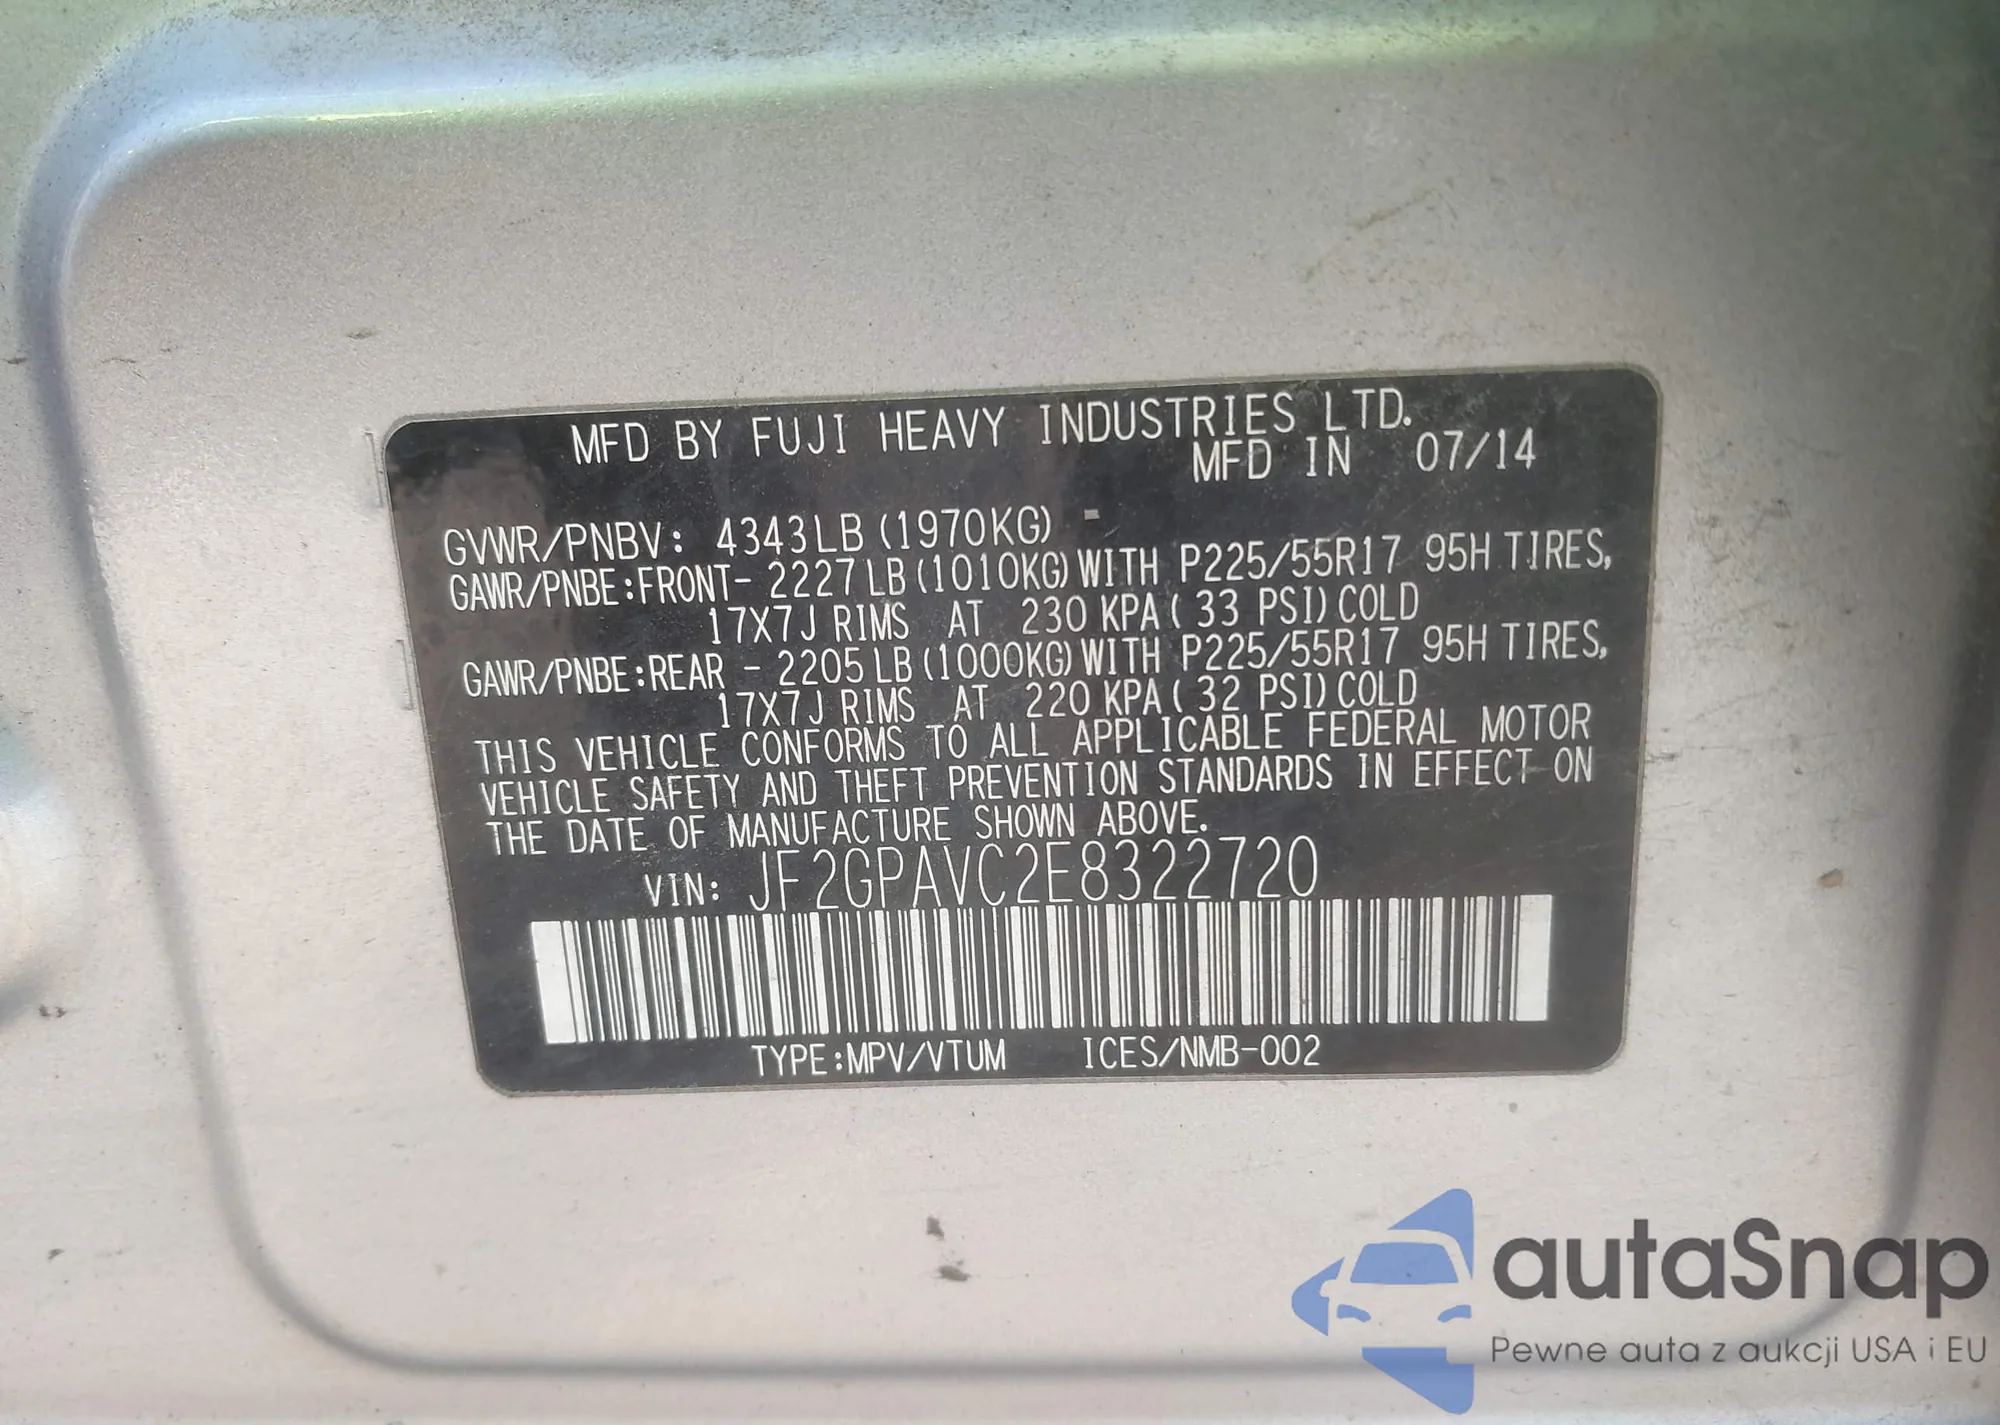 MFD BY FUJI HEAVY INDUSTRIES LTD.
MFD IN 07/14
GVWR/PNBV: 4343LB (1970KG)
GAWR/PNBE:FRONT- 2227LB (1010KG) WITH P225/55R17 95H TIRES,
17X7J RIMS AT 230 KPA ( 33 PSI) COLD
GAWR/PNBE:REAR - 2205LB (1000KG) WITH P225/55R17 95H TIRES,
17X7J RIMS AT 220 KPA ( 32 PSI) COLD
THIS VEHICLE CONFORMS TO ALL APPLICABLE FEDERAL MOTOR
VEHICLE SAFETY AND THEFT PREVENTION STANDARDS IN EFFECT ON
THE DATE OF MANUFACTURE SHOWN ABOVE.
VIN: JF2GPAVC2E8322720
TYPE:MPV/VTUM ICES/NMB-002
autaSnap
Pewne auta z aukcji USA i EU